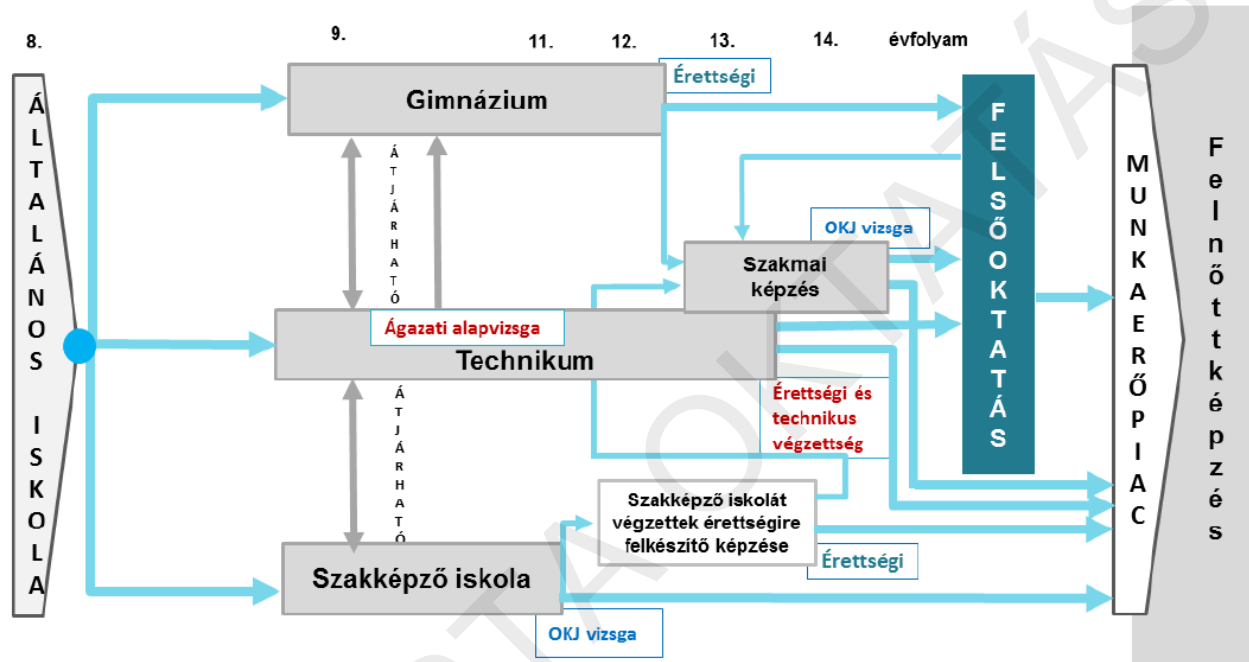 8.
9.
11.
12.
13.
14.
évfolyam
ÁLTALÁNOS ISKOLA
Gimnázium
Érettségi
ÁTJÁRHATÓ
FELSŐOKTATÁS
MUNKAERŐPIAC
Felnőttképzés
OKJ vizsga
Szakmai
képzés
Ágazati alapvizsga
Technikum
ÁTJÁRHATÓ
Érettségi és
technikus
végzettség
Szakképző iskolát
végzettek érettségire
felkészítő képzése
Érettségi
Szakképző iskola
OKJ vizsga